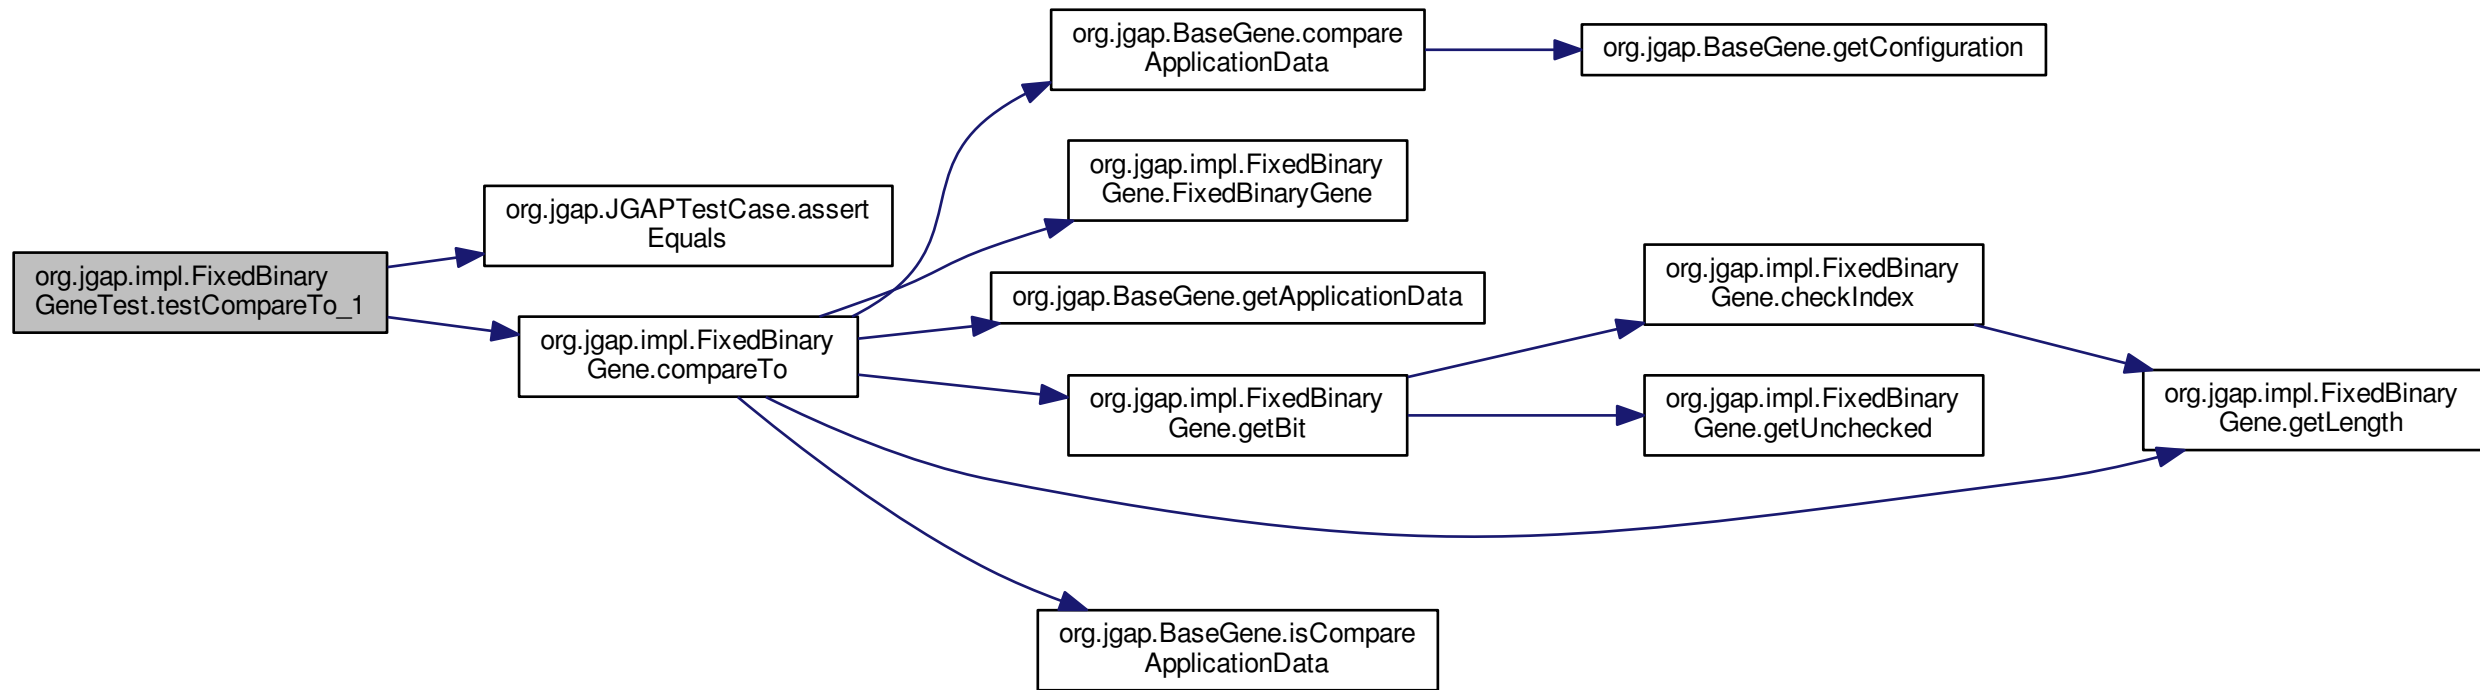 org.jgap.impl.FixedBinary
GeneTest.testCompareTo_1
org.jgap.JGAPTestCase.assert
Equals
org.jgap.impl.FixedBinary
Gene.compareTo
org.jgap.BaseGene.compare
ApplicationData
org.jgap.BaseGene.getConfiguration
org.jgap.impl.FixedBinary
Gene.FixedBinaryGene
org.jgap.BaseGene.getApplicationData
org.jgap.impl.FixedBinary
Gene.getBit
org.jgap.impl.FixedBinary
Gene.checkIndex
org.jgap.impl.FixedBinary
Gene.getUnchecked
org.jgap.impl.FixedBinary
Gene.getLength
org.jgap.BaseGene.isCompare
ApplicationData